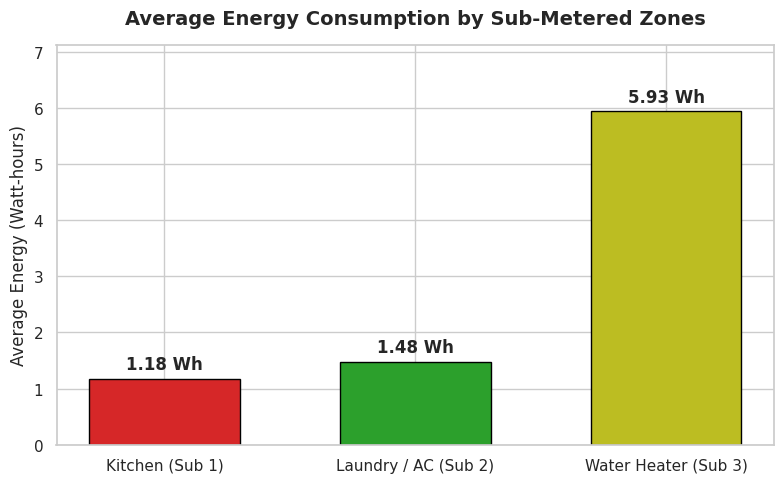 Average Energy Consumption by Sub-Metered Zones
Average Energy (Watt-hours)
7
6
5
4
3
2
1
0
1.18 Wh
1.48 Wh
5.93 Wh
Kitchen (Sub 1)
Laundry / AC (Sub 2)
Water Heater (Sub 3)